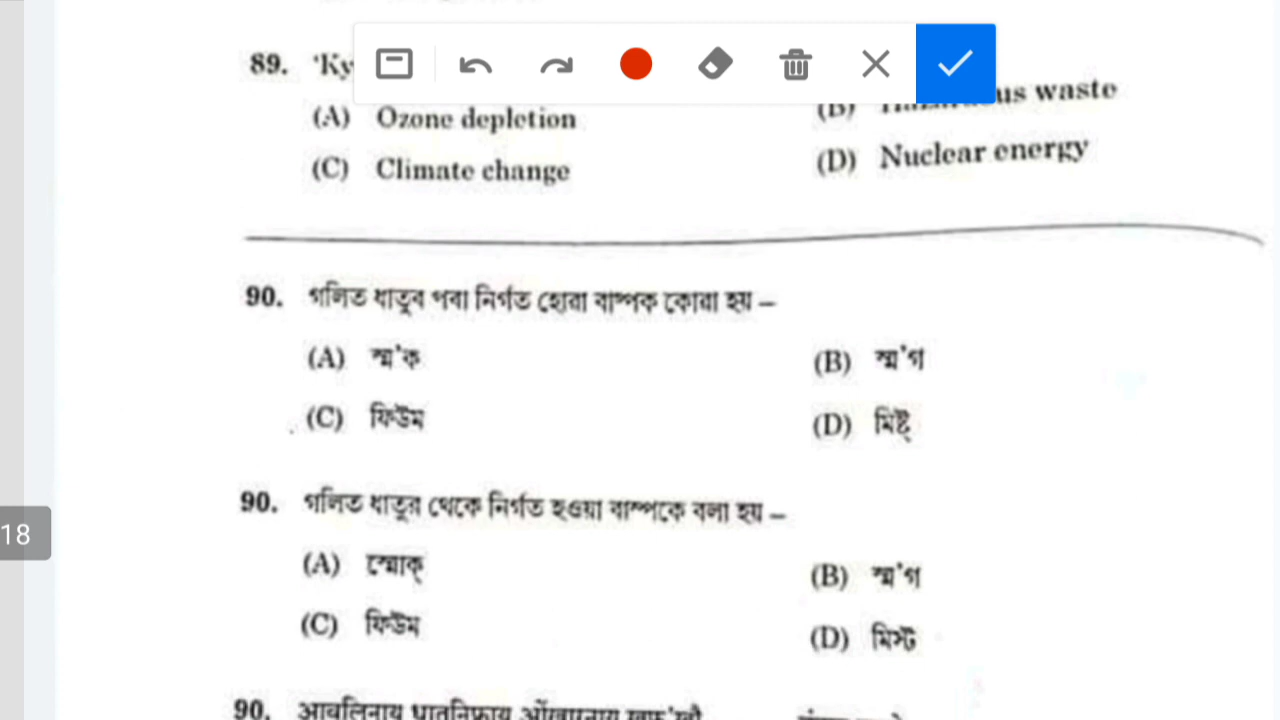 89. 'Ky
(A) Ozone depletion
(B) us waste
(C) Climate change
(D) Nuclear energy
90. গলিত ধাতুৰ পৰা নিৰ্গত হোৱা বাষ্পক কোৱা হয় –
(A) স্ম'ক
(B) স্ম'গ
(C) ফিউম
(D) মিষ্ট্
90. গলিত ধাতুর থেকে নির্গত হওয়া বাষ্পকে বলা হয় –
(A) স্মোক্
(B) স্ম'গ
(C) ফিউম
(D) মিস্ট
18
90.